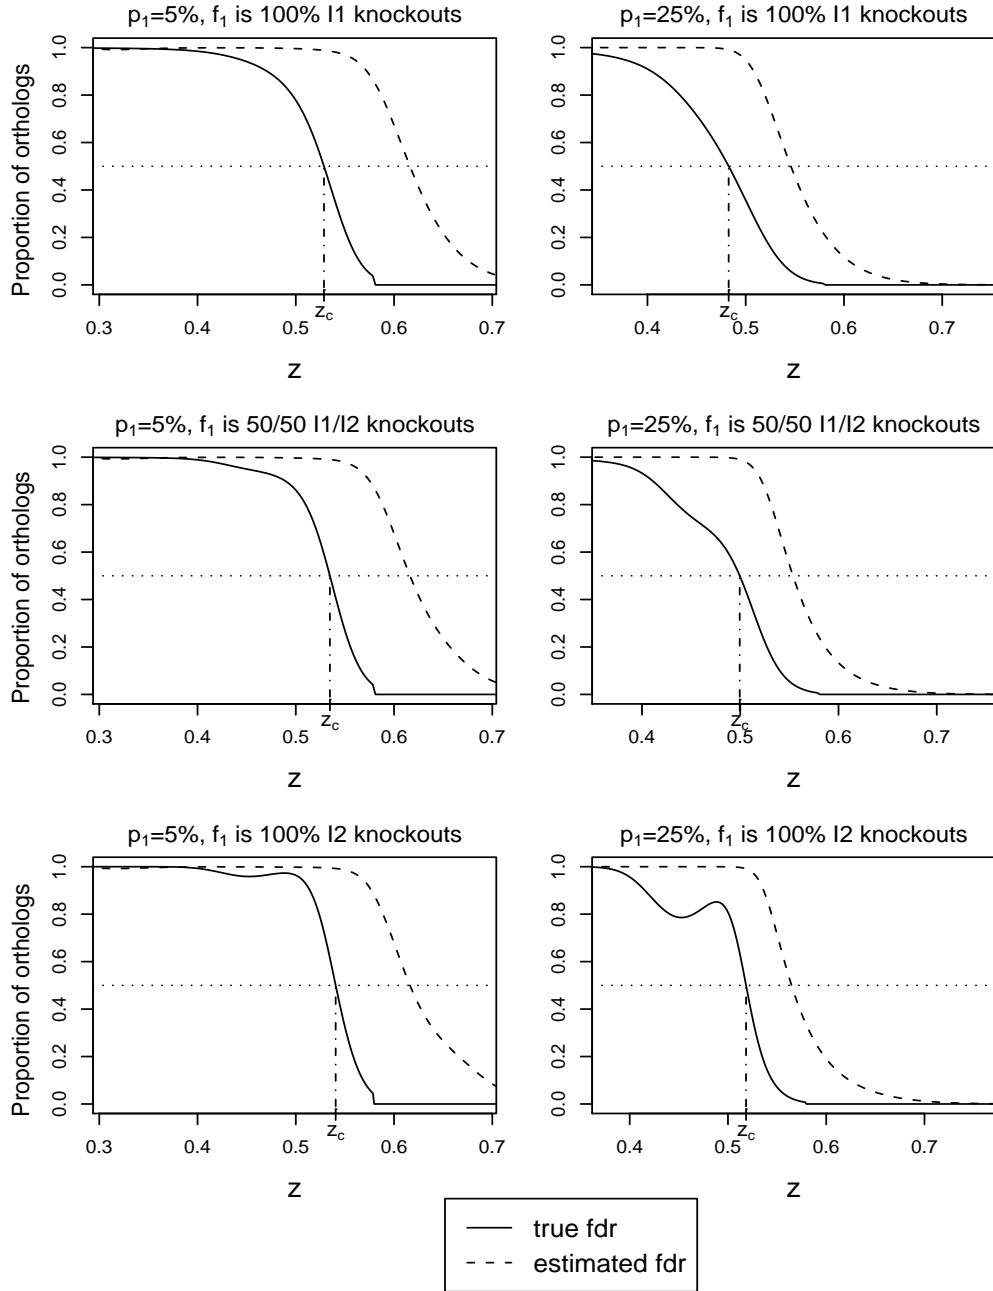 p₁=5%, f₁ is 100% I1 knockouts
p₁=25%, f₁ is 100% I1 knockouts
Proportion of orthologs
1.0
0.8
0.6
0.4
0.2
0.0
0.3 0.4 0.5 0.6 0.7
z_c
z
1.0
0.8
0.6
0.4
0.2
0.0
0.4 0.5 0.6 0.7
z_c
z
p₁=5%, f₁ is 50/50 I1/I2 knockouts
p₁=25%, f₁ is 50/50 I1/I2 knockouts
Proportion of orthologs
1.0
0.8
0.6
0.4
0.2
0.0
0.3 0.4 0.5 0.6 0.7
z_c
z
1.0
0.8
0.6
0.4
0.2
0.0
0.4 0.5 0.6 0.7
z_c
z
p₁=5%, f₁ is 100% I2 knockouts
p₁=25%, f₁ is 100% I2 knockouts
Proportion of orthologs
1.0
0.8
0.6
0.4
0.2
0.0
0.3 0.4 0.5 0.6 0.7
z_c
z
1.0
0.8
0.6
0.4
0.2
0.0
0.4 0.5 0.6 0.7
z_c
z
true fdr
estimated fdr